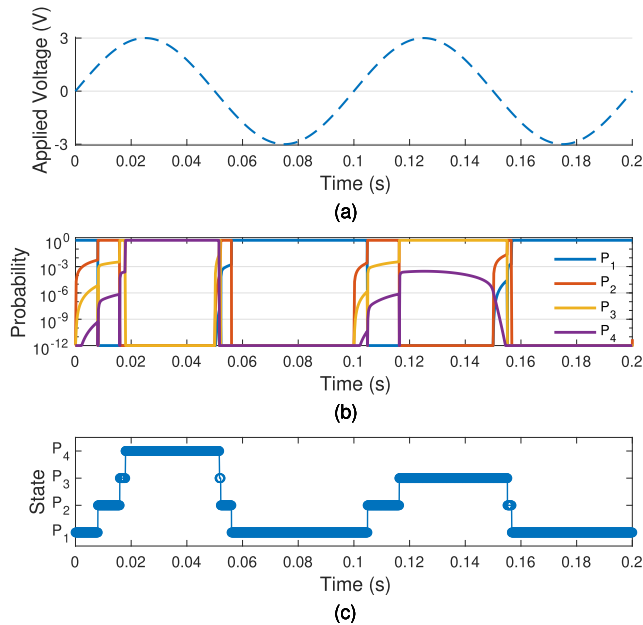 Applied Voltage (V)
3
0
-3
0 0.02 0.04 0.06 0.08 0.1 0.12 0.14 0.16 0.18 0.2
Time (s)
(a)
Probability
10^0
10^-3
10^-6
10^-9
10^-12
P_1
P_2
P_3
P_4
0 0.02 0.04 0.06 0.08 0.1 0.12 0.14 0.16 0.18 0.2
Time (s)
(b)
State
P_4
P_3
P_2
P_1
0 0.02 0.04 0.06 0.08 0.1 0.12 0.14 0.16 0.18 0.2
Time (s)
(c)